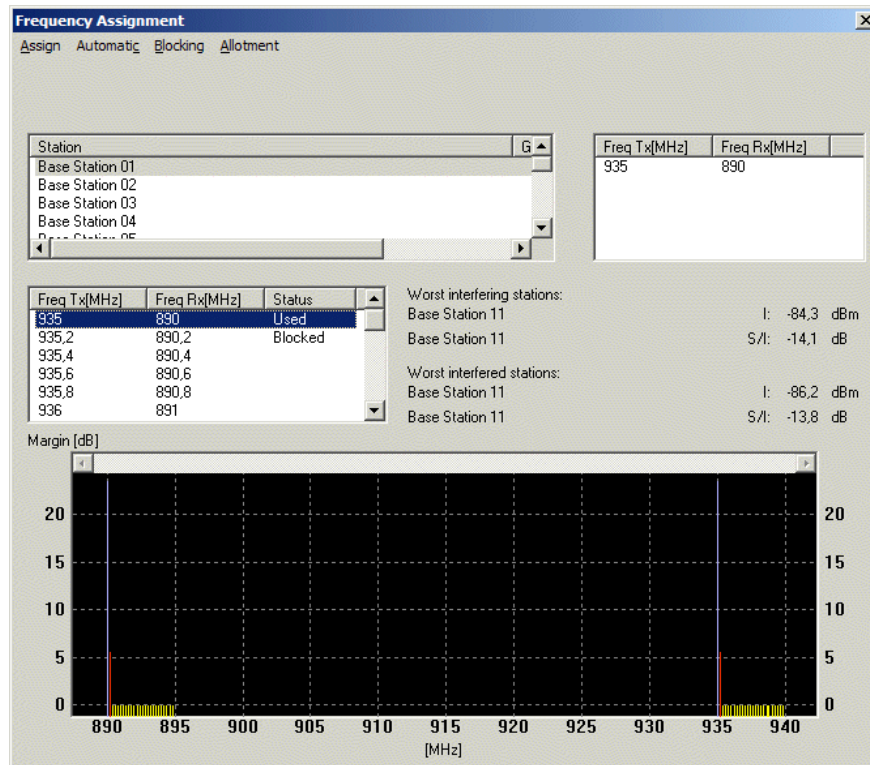 Frequency Assignment
Assign Automatic Blocking Allotment
Station G
Base Station 01
Base Station 02
Base Station 03
Base Station 04
Freq Tx[MHz] Freq Rx[MHz]
935 890
Freq Tx[MHz] Freq Rx[MHz] Status
935 890 Used
935,2 890,2 Blocked
935,4 890,4
935,6 890,6
935,8 890,8
936 891
Worst interfering stations:
Base Station 11 I: -84,3 dBm
Base Station 11 S/I: -14,1 dB
Worst interfered stations:
Base Station 11 I: -86,2 dBm
Base Station 11 S/I: -13,8 dB
Margin [dB]
20 20
15 15
10 10
5 5
0 0
890 895 900 905 910 915 920 925 930 935 940
[MHz]